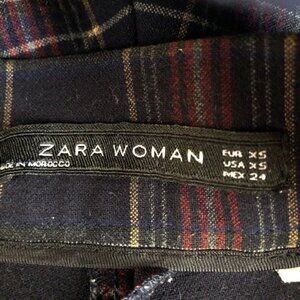 ZARA WOMAN
MADE IN MOROCCO
EUR XS
USA XS
MEX 24